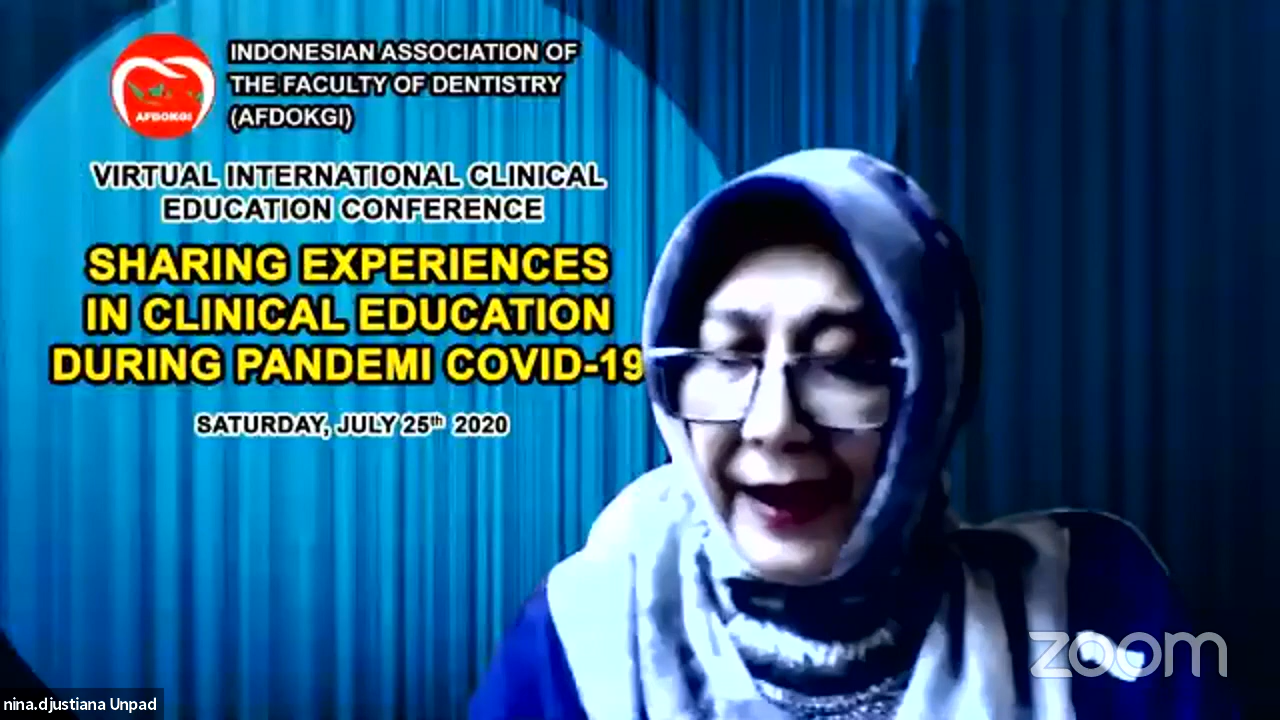 AFDOKGI
INDONESIAN ASSOCIATION OF
THE FACULTY OF DENTISTRY
(AFDOKGI)
VIRTUAL INTERNATIONAL CLINICAL
EDUCATION CONFERENCE
SHARING EXPERIENCES
IN CLINICAL EDUCATION
DURING PANDEMI COVID-19
SATURDAY, JULY 25th 2020
zoom
nina.djustiana Unpad